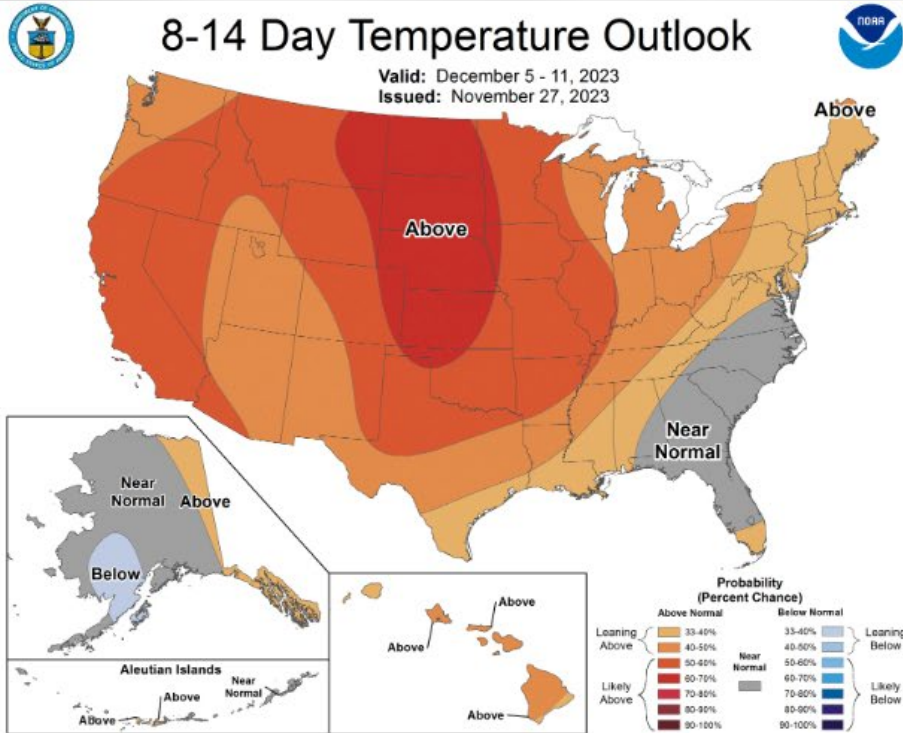 8-14 Day Temperature Outlook
Valid: December 5 - 11, 2023
Issued: November 27, 2023
NOAA
Above
Above
Near
Normal
Near
Normal
Above
Below
Aleutian Islands
Above
Above
Near
Normal
Above
Above
Above
Probability
(Percent Chance)
Above Normal
Below Normal
Leaning
Above
33-40%
40-50%
Likely
Above
50-60%
60-70%
70-80%
80-90%
90-100%
Near
Normal
33-40%
40-50%
Leaning
Below
50-60%
60-70%
70-80%
80-90%
90-100%
Likely
Below